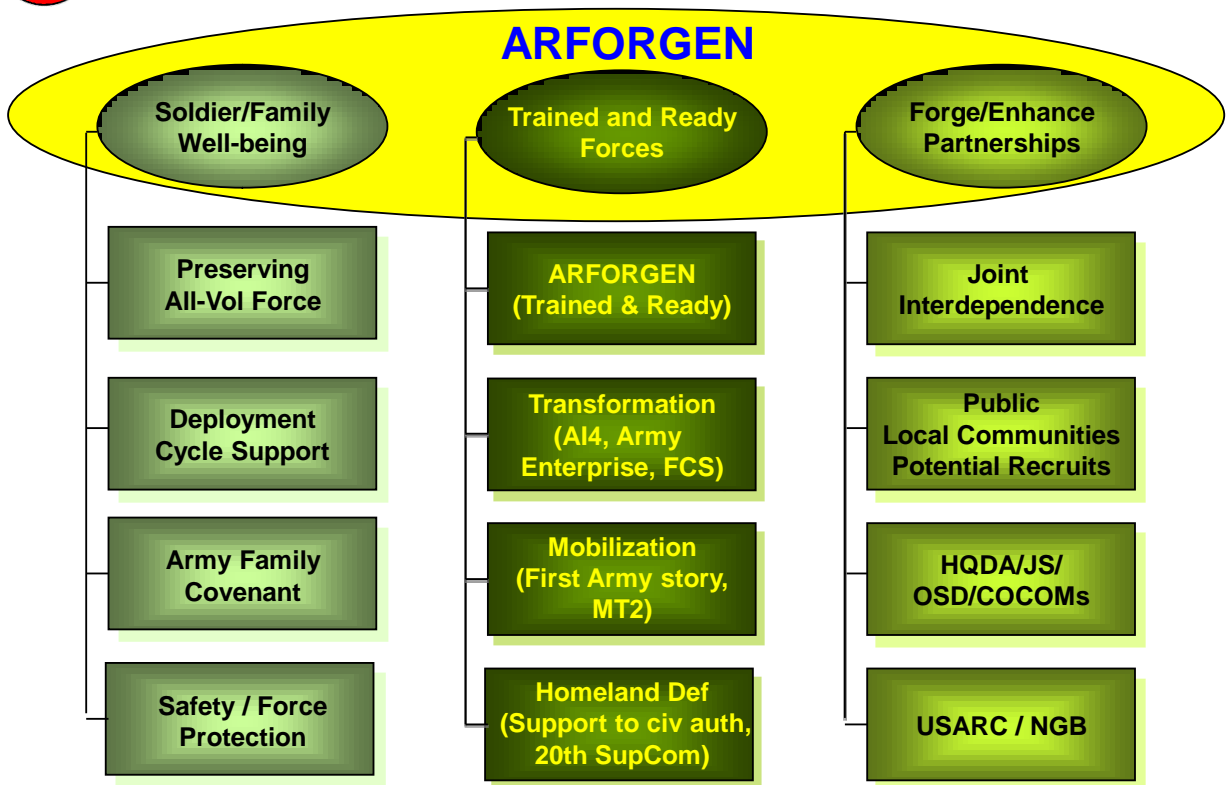 ARFORGEN
Soldier/Family
Well-being
Trained and Ready
Forces
Forge/Enhance
Partnerships
Preserving
All-Vol Force
Deployment
Cycle Support
Army Family
Covenant
Safety / Force
Protection
ARFORGEN
(Trained & Ready)
Transformation
(AI4, Army
Enterprise, FCS)
Mobilization
(First Army story,
MT2)
Homeland Def
(Support to civ auth,
20th SupCom)
Joint
Interdependence
Public
Local Communities
Potential Recruits
HQDA/JS/
OSD/COCOMs
USARC / NGB